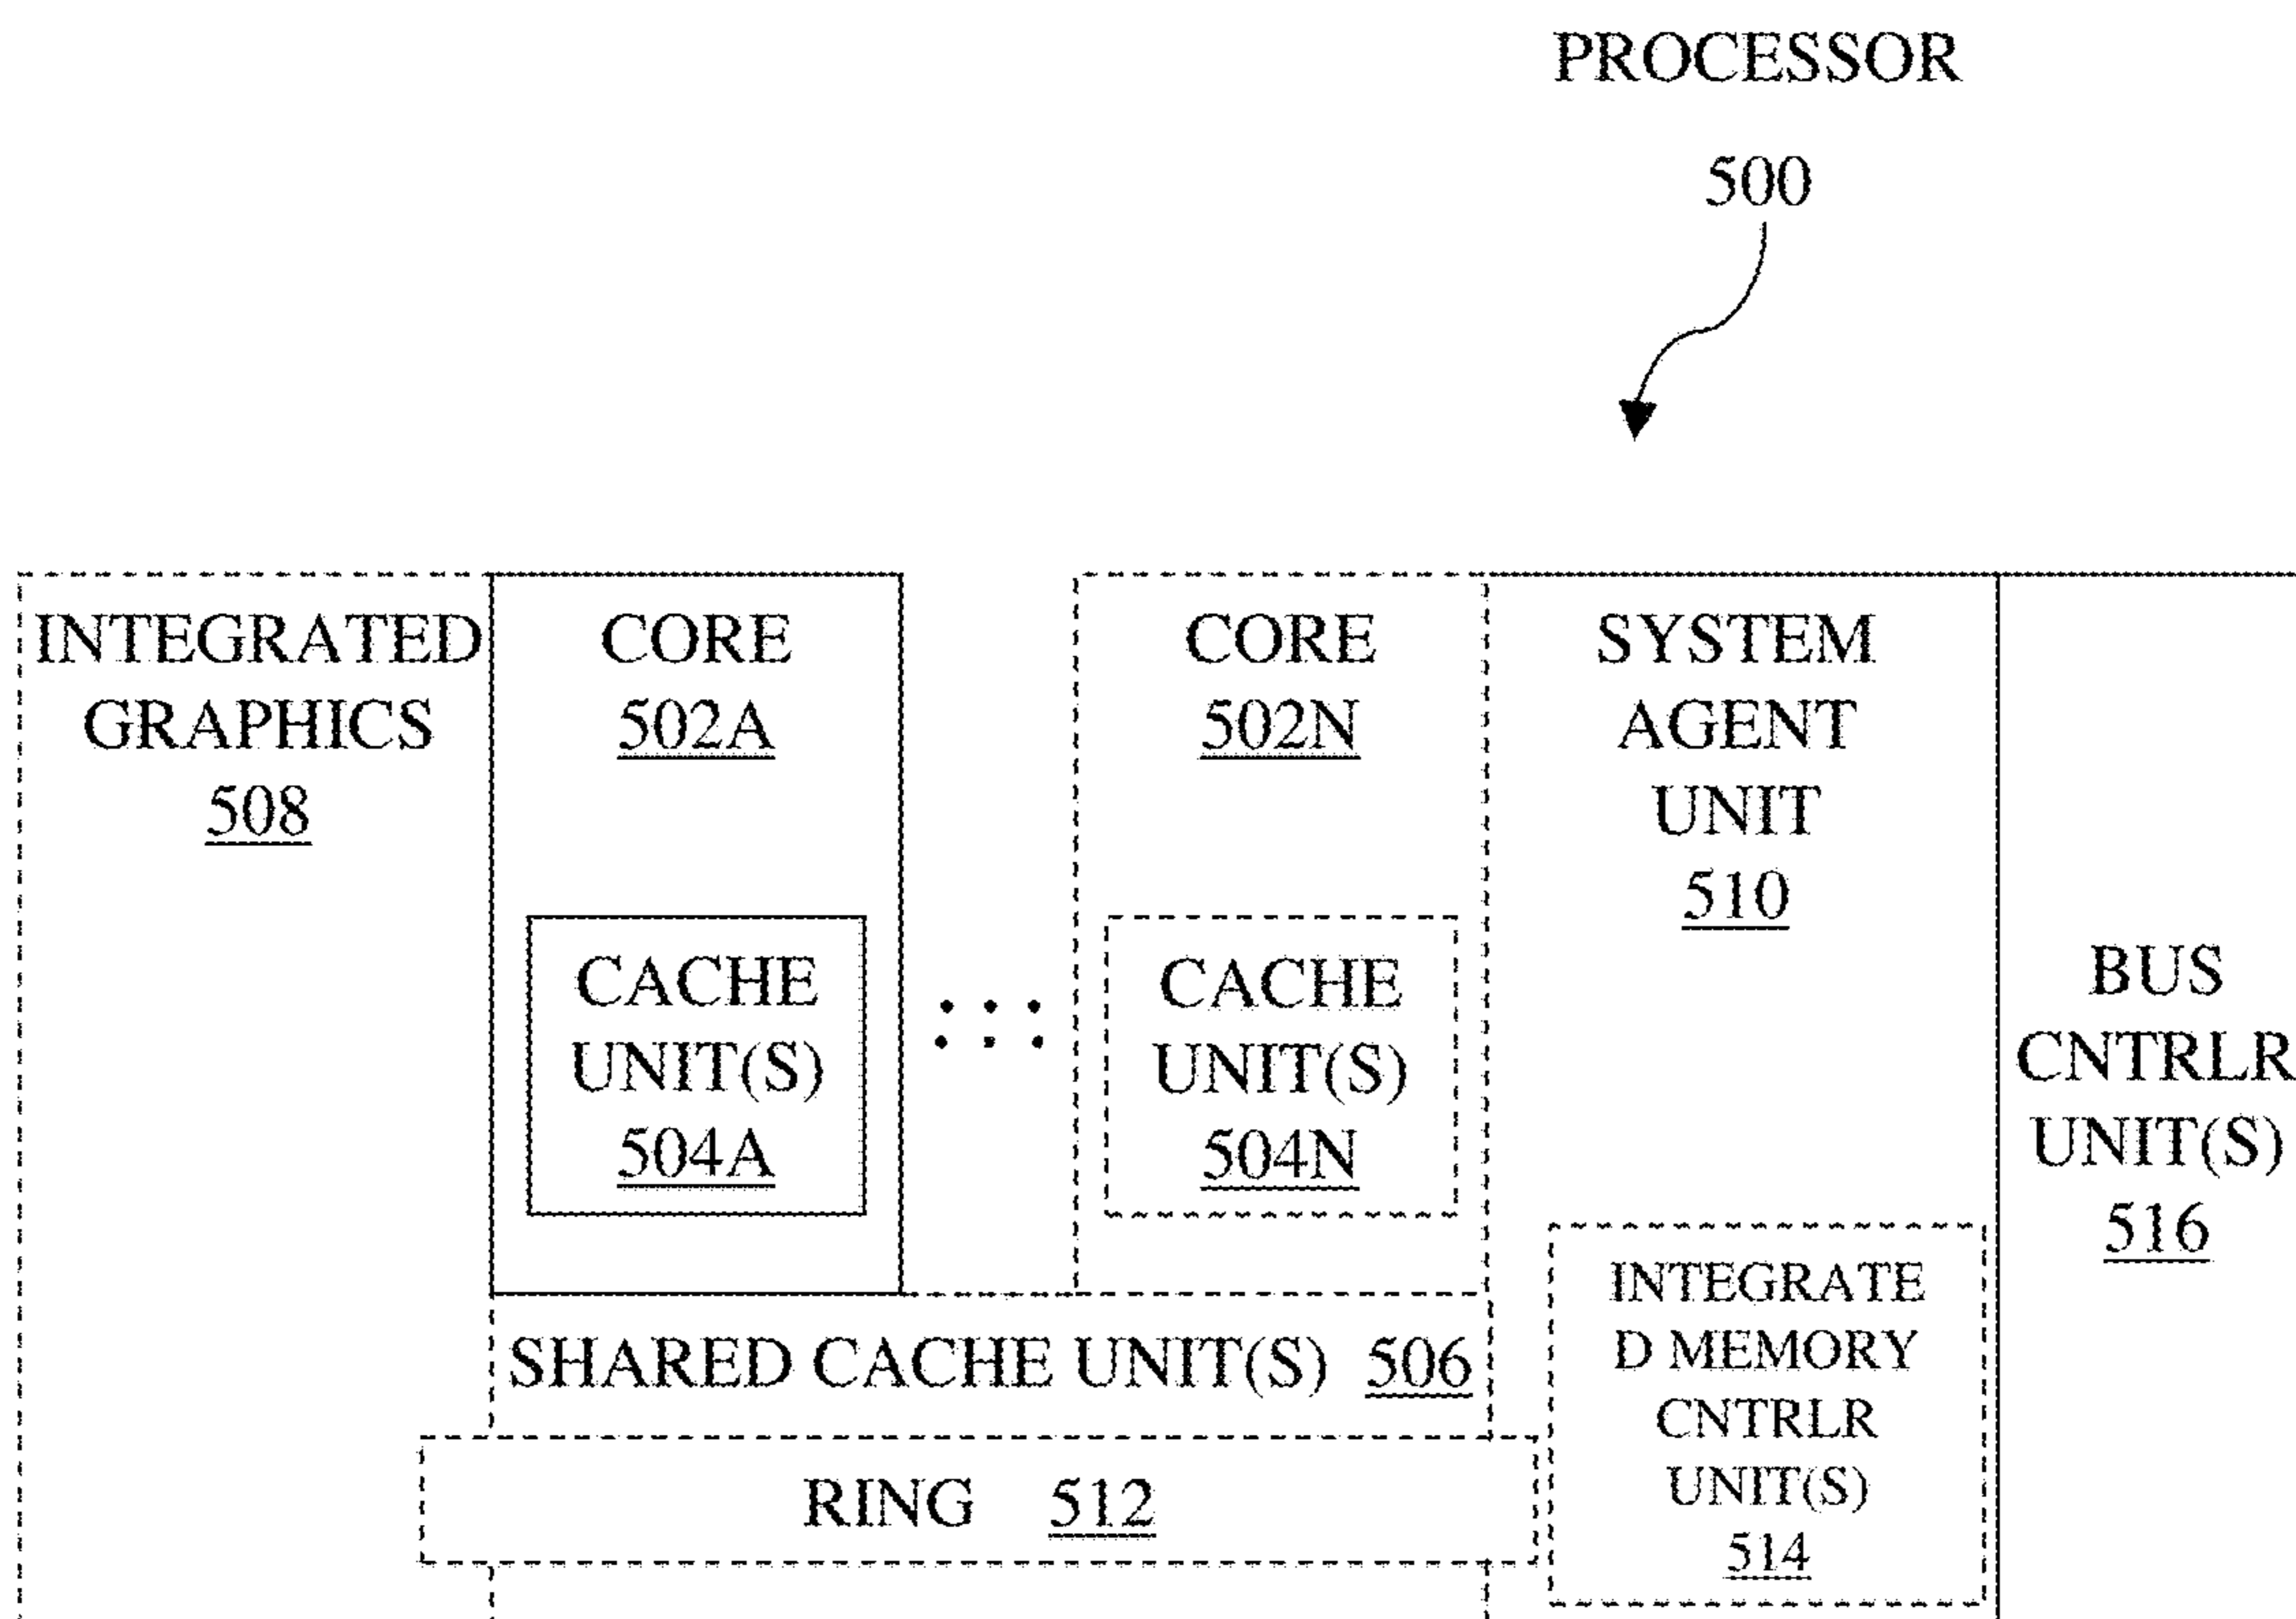 PROCESSOR
500
INTEGRATED
GRAPHICS
508
CORE
502A
CACHE
UNIT(S)
504A
CORE
502N
CACHE
UNIT(S)
504N
SYSTEM
AGENT
UNIT
510
BUS
CNTRLR
UNIT(S)
516
INTEGRATE
D MEMORY
CNTRLR
UNIT(S)
514
SHARED CACHE UNIT(S) 506
RING 512